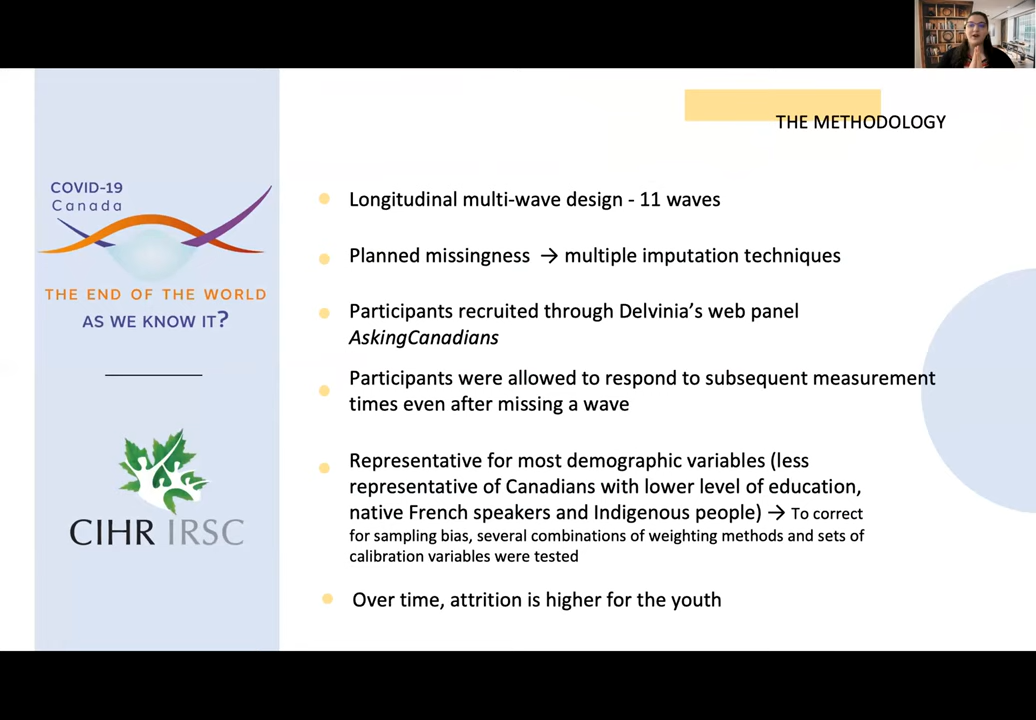 THE METHODOLOGY
COVID-19
Canada
THE END OF THE WORLD
AS WE KNOW IT?
CIHR IRSC
Longitudinal multi-wave design - 11 waves
Planned missingness → multiple imputation techniques
Participants recruited through Delvinia's web panel
AskingCanadians
Participants were allowed to respond to subsequent measurement
times even after missing a wave
Representative for most demographic variables (less
representative of Canadians with lower level of education,
native French speakers and Indigenous people) → To correct
for sampling bias, several combinations of weighting methods and sets of
calibration variables were tested
Over time, attrition is higher for the youth